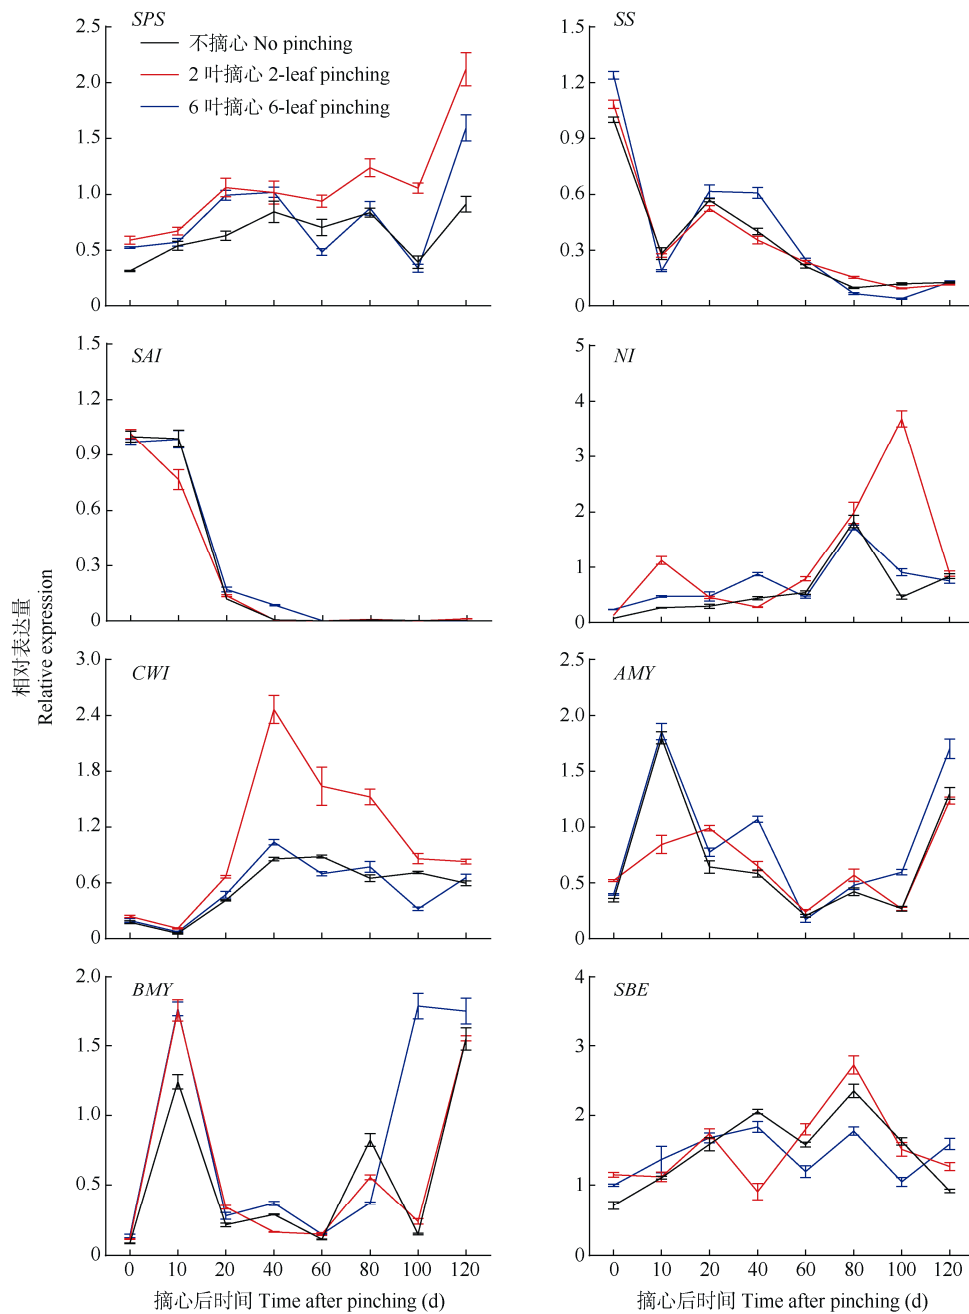 SPS
2.5
2.0
1.5
1.0
0.5
0
不摘心 No pinching
2 叶摘心 2-leaf pinching
6 叶摘心 6-leaf pinching
SS
1.5
1.2
0.9
0.6
0.3
0
SAI
1.5
1.2
0.9
0.6
0.3
0
NI
5
4
3
2
1
0
相对表达量
Relative expression
CWI
3.0
2.4
1.8
1.2
0.6
0
AMY
2.5
2.0
1.5
1.0
0.5
0
BMY
2.0
1.5
1.0
0.5
0
0 10 20 40 60 80 100 120
摘心后时间 Time after pinching (d)
SBE
4
3
2
1
0
0 10 20 40 60 80 100 120
摘心后时间 Time after pinching (d)